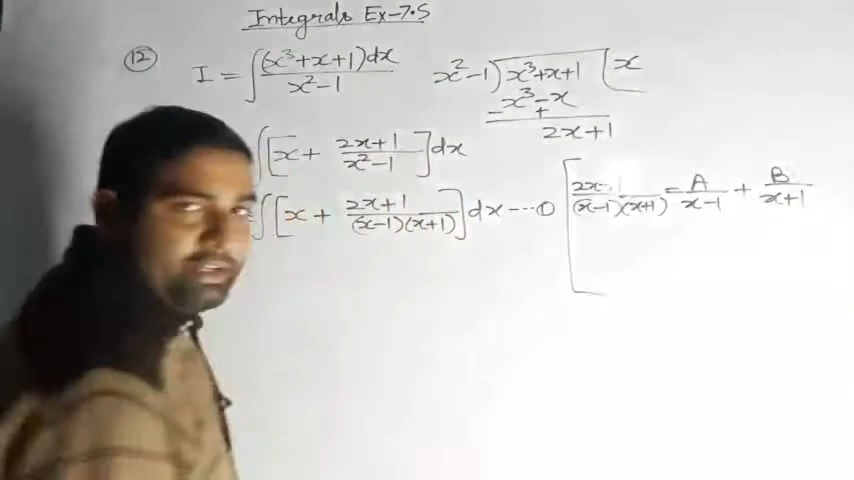 Integrals Ex-7.5
12 I = ∫ (x³+x+1)dx / x²-1
x²-1 ) x³+x+1 ( x
x³-x
- +
2x+1
∫ [x + 2x+1 / x²-1] dx
= ∫ [x + 2x+1 / (x-1)(x+1)] dx --- 1
[ 2x / (x-1)(x+1) = A / x-1 + B / x+1